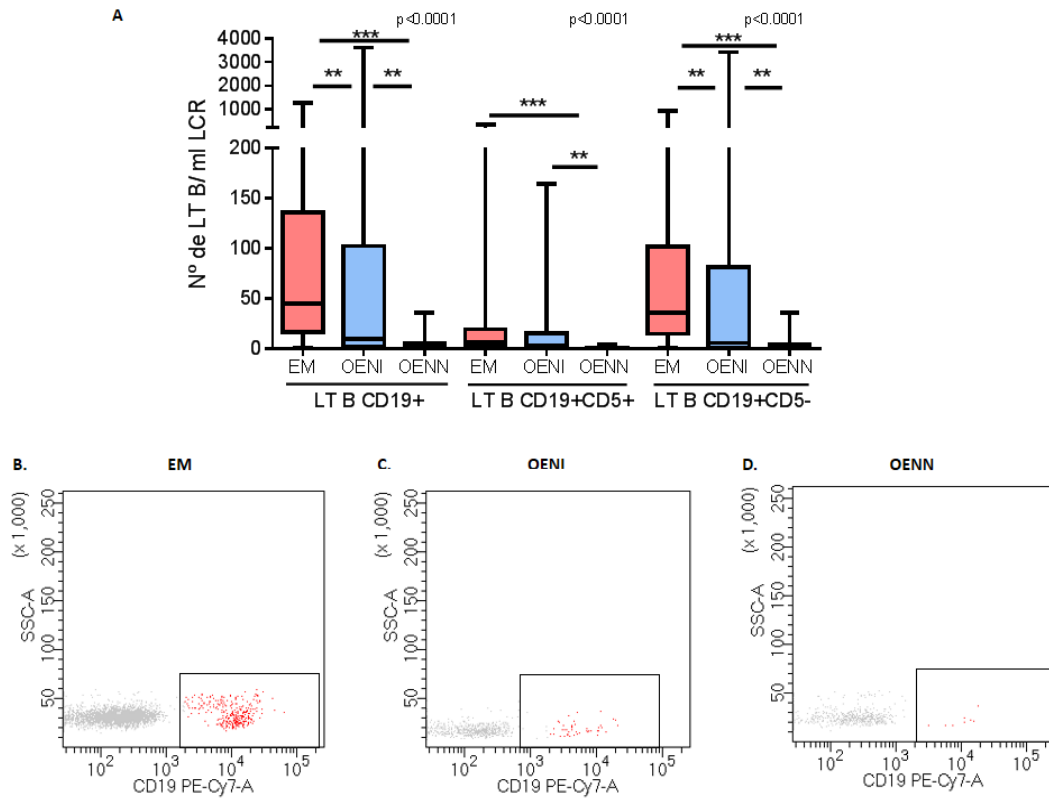 A
p<0.0001 p<0.0001 p<0.0001
4000
3000
2000
1000
200
150
100
50
0
Nº de LT B/ ml LCR
*** ** **
*** **
*** ** **
EM OENI OENN EM OENI OENN EM OENI OENN
LT B CD19+ LT B CD19+CD5+ LT B CD19+CD5-
B. EM
(x 1,000)
SSC-A
250
200
150
100
50
10² 10³ 10⁴ 10⁵
CD19 PE-Cy7-A
C. OENI
(x 1,000)
SSC-A
250
200
150
100
50
10² 10³ 10⁴ 10⁵
CD19 PE-Cy7-A
D. OENN
(x 1,000)
SSC-A
250
200
150
100
50
10² 10³ 10⁴ 10⁵
CD19 PE-Cy7-A